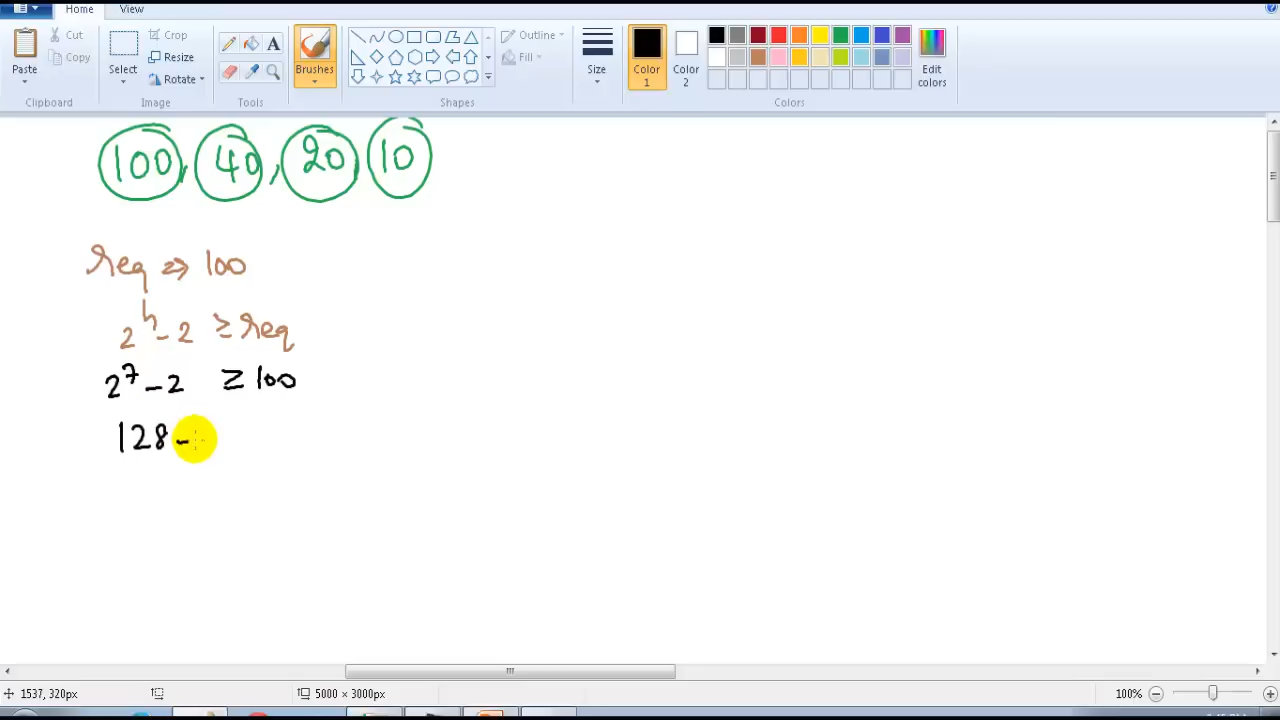 Home View
Cut
Copy
Paste
Clipboard
Select
Crop
Resize
Rotate
Image
A
Tools
Brushes
Outline
Fill
Shapes
Size
Color 1
Color 2
Edit colors
Colors
100, 40, 20 10
Req => 100
2^h - 2 ≥ Req
2^7 - 2 ≥ 100
128 -
1537, 320px
5000 × 3000px
100%